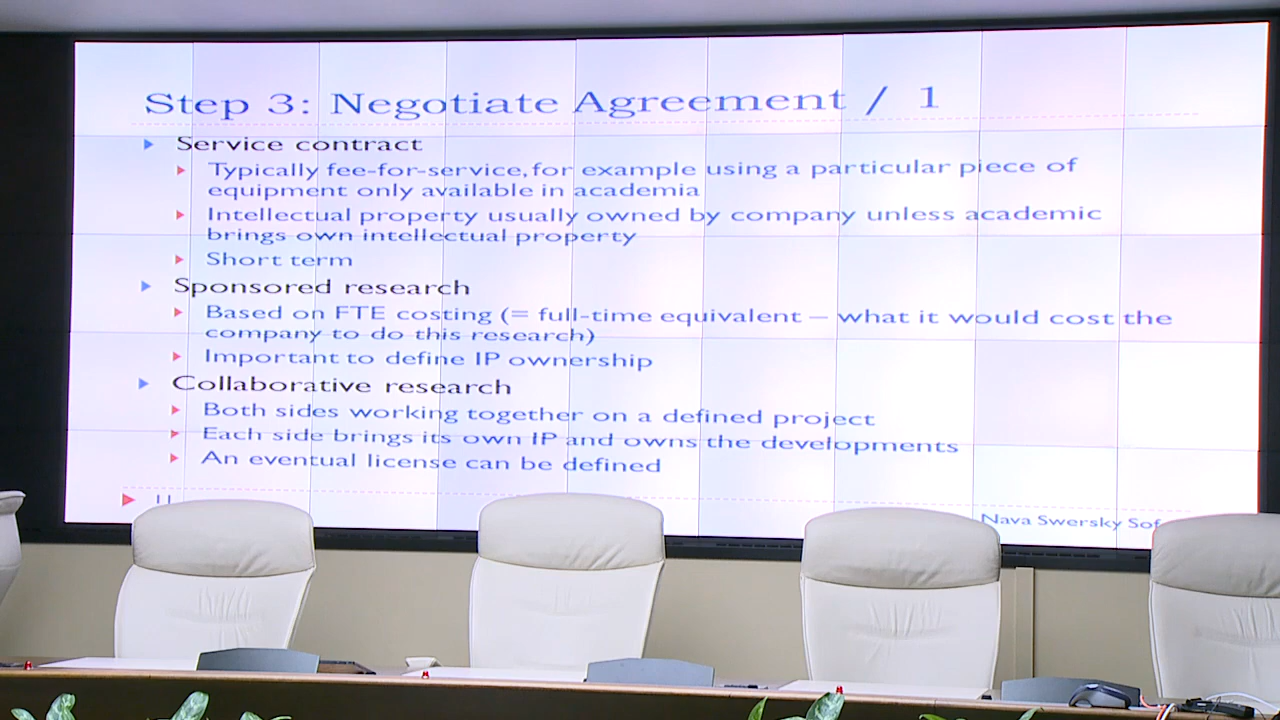 Step 3: Negotiate Agreement / 1
Service contract
Typically fee-for-service, for example using a particular piece of
equipment only available in academia
Intellectual property usually owned by company unless academic
brings own intellectual property
Short term
Sponsored research
Based on FTE costing (= full-time equivalent – what it would cost the
company to do this research)
Important to define IP ownership
Collaborative research
Both sides working together on a defined project
Each side brings its own IP and owns the developments
An eventual license can be defined
11
Nava Swersky